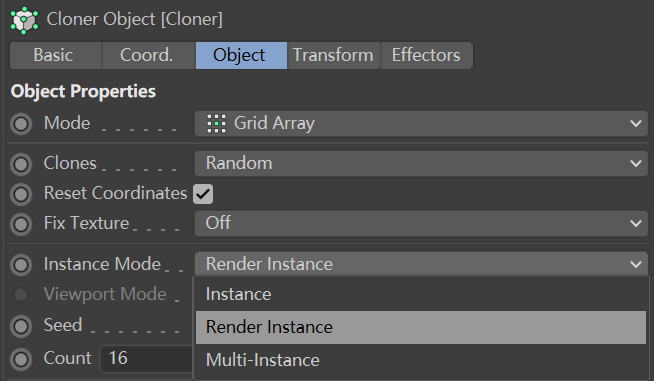 Cloner Object [Cloner]
Basic Coord. Object Transform Effectors
Object Properties
Mode Grid Array
Clones Random
Reset Coordinates
Fix Texture Off
Instance Mode Render Instance
Viewport Mode Instance
Seed Render Instance
Count 16 Multi-Instance